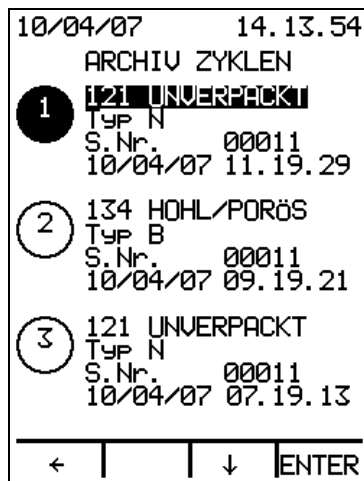 10/04/07 14.13.54
ARCHIV ZYKLEN
1 121 UNVERPACKT
Typ N
S.Nr. 00011
10/04/07 11.19.29
2 134 HOHL/PORöS
Typ B
S.Nr. 00011
10/04/07 09.19.21
3 121 UNVERPACKT
Typ N
S.Nr. 00011
10/04/07 07.19.13
← ↓ ENTER